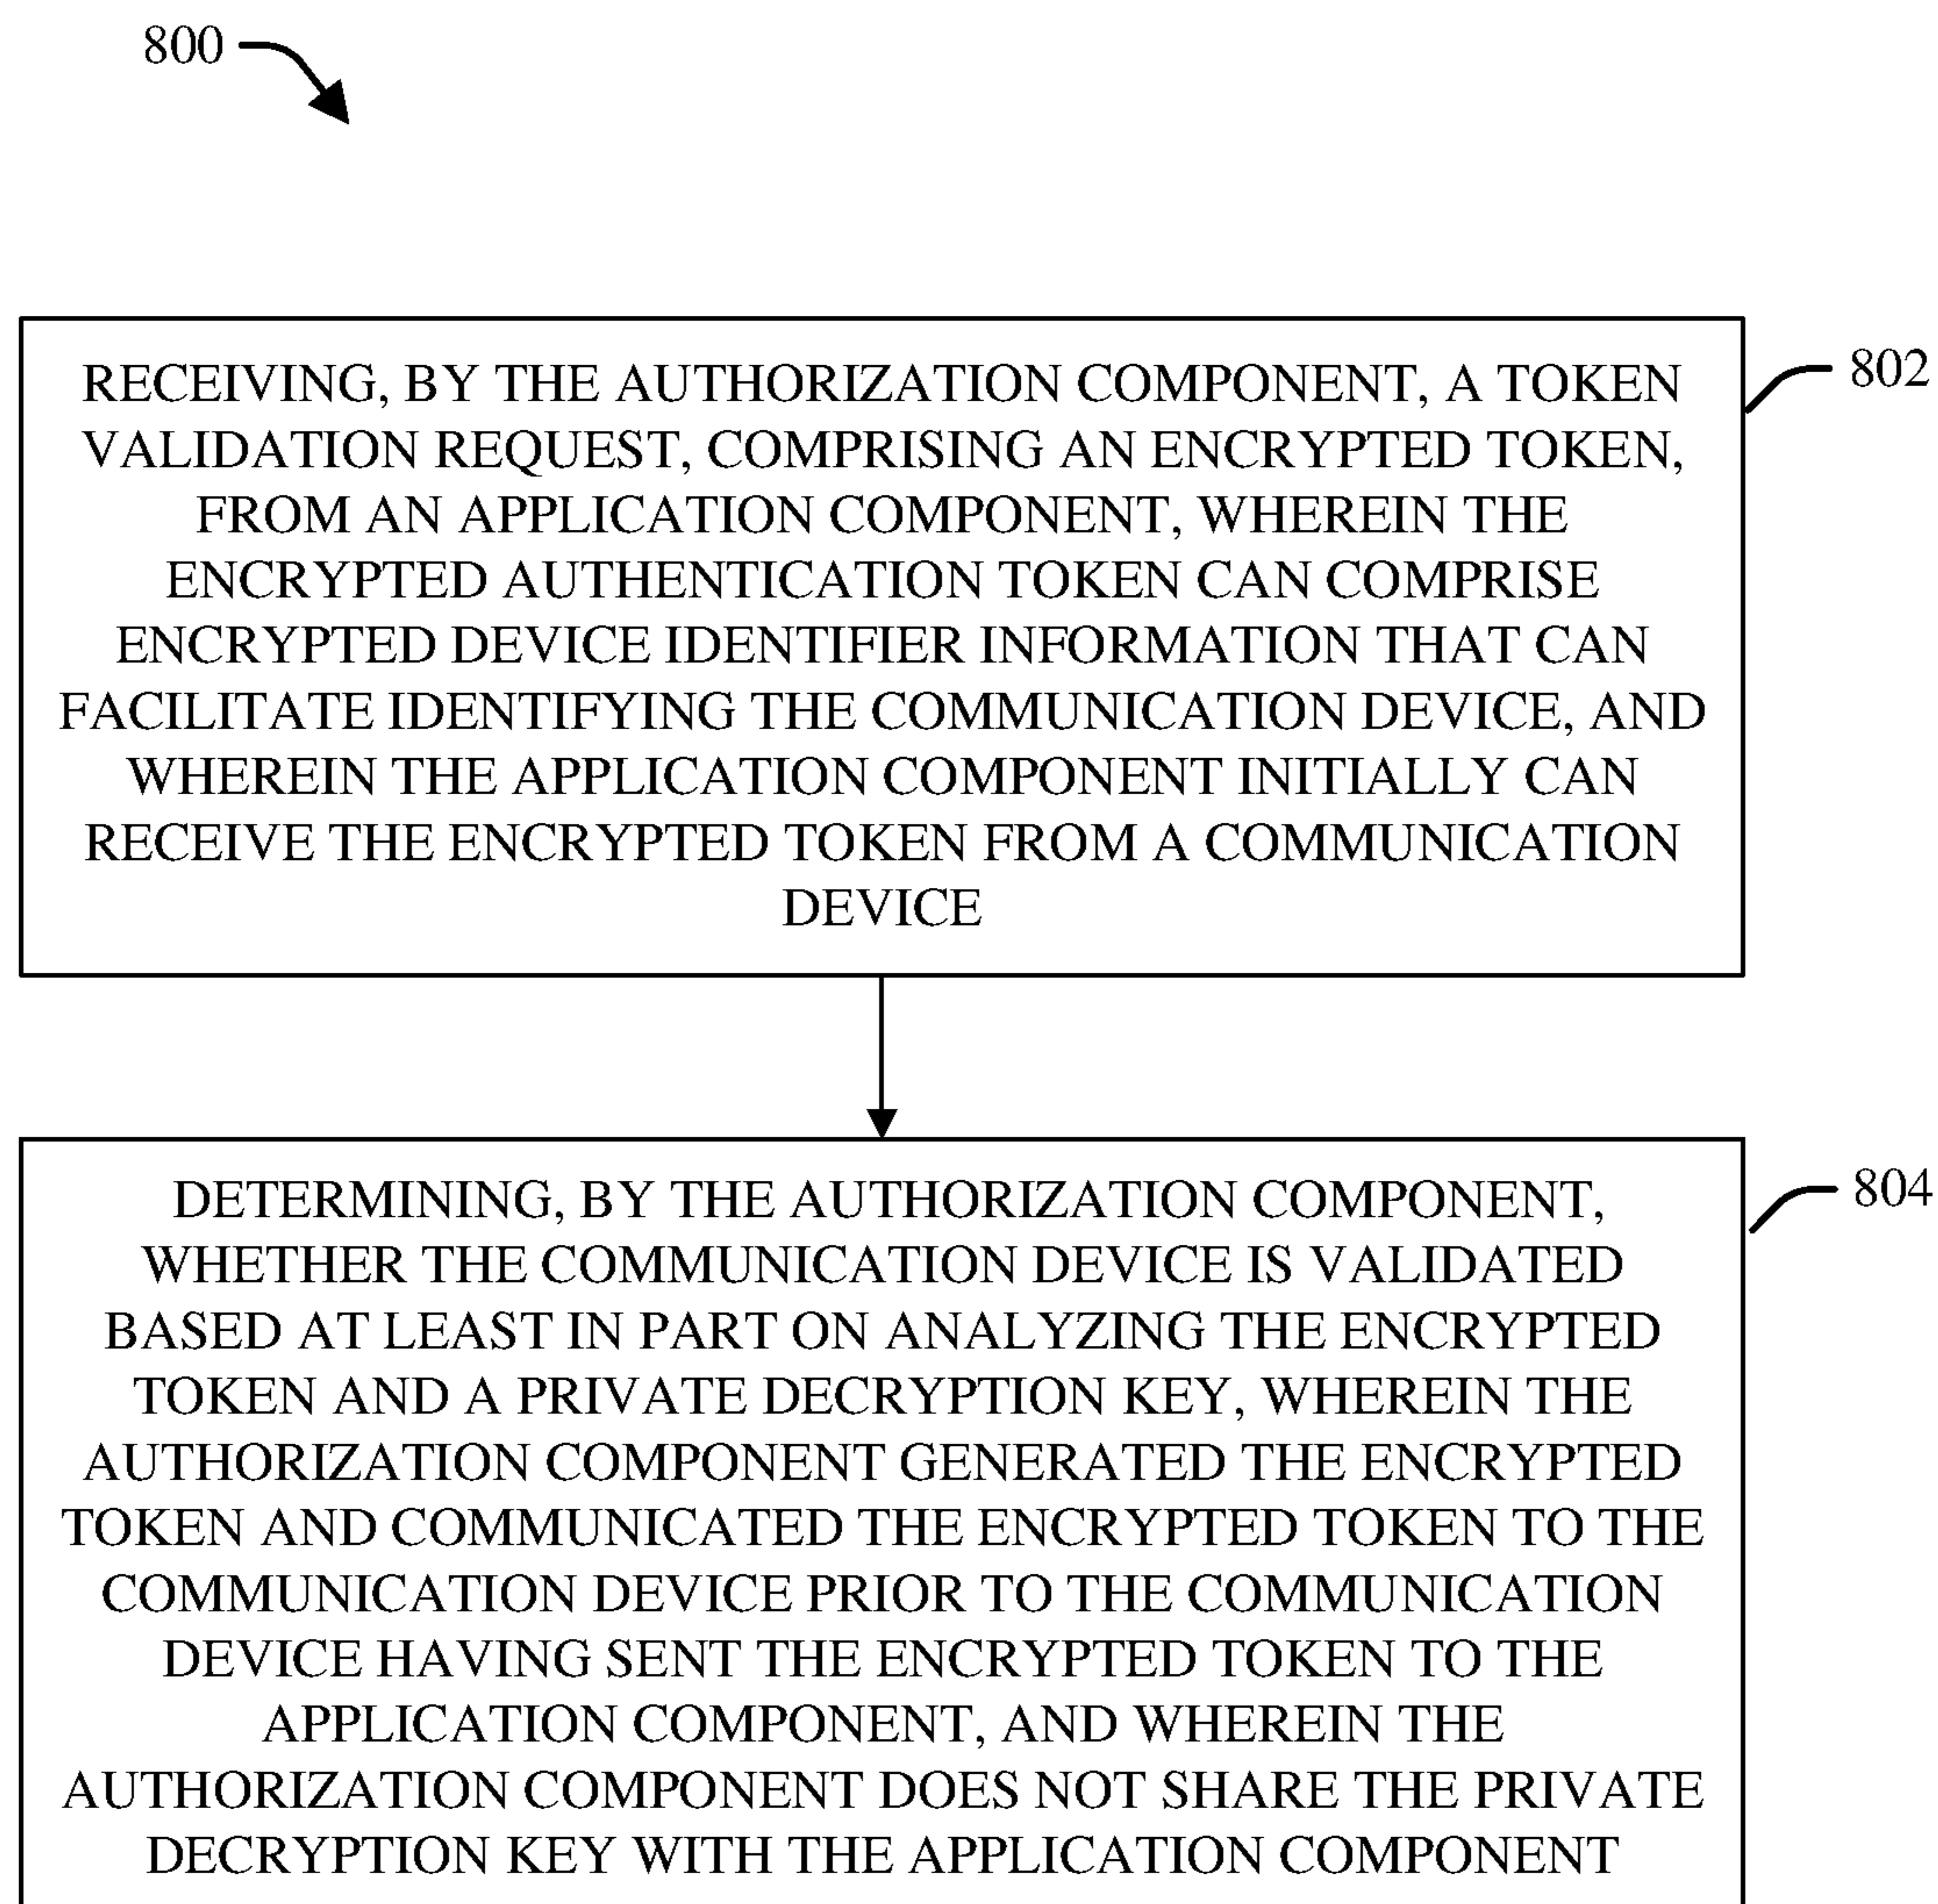 800
RECEIVING, BY THE AUTHORIZATION COMPONENT, A TOKEN
VALIDATION REQUEST, COMPRISING AN ENCRYPTED TOKEN,
FROM AN APPLICATION COMPONENT, WHEREIN THE
ENCRYPTED AUTHENTICATION TOKEN CAN COMPRISE
ENCRYPTED DEVICE IDENTIFIER INFORMATION THAT CAN
FACILITATE IDENTIFYING THE COMMUNICATION DEVICE, AND
WHEREIN THE APPLICATION COMPONENT INITIALLY CAN
RECEIVE THE ENCRYPTED TOKEN FROM A COMMUNICATION
DEVICE
802
DETERMINING, BY THE AUTHORIZATION COMPONENT,
WHETHER THE COMMUNICATION DEVICE IS VALIDATED
BASED AT LEAST IN PART ON ANALYZING THE ENCRYPTED
TOKEN AND A PRIVATE DECRYPTION KEY, WHEREIN THE
AUTHORIZATION COMPONENT GENERATED THE ENCRYPTED
TOKEN AND COMMUNICATED THE ENCRYPTED TOKEN TO THE
COMMUNICATION DEVICE PRIOR TO THE COMMUNICATION
DEVICE HAVING SENT THE ENCRYPTED TOKEN TO THE
APPLICATION COMPONENT, AND WHEREIN THE
AUTHORIZATION COMPONENT DOES NOT SHARE THE PRIVATE
DECRYPTION KEY WITH THE APPLICATION COMPONENT
804